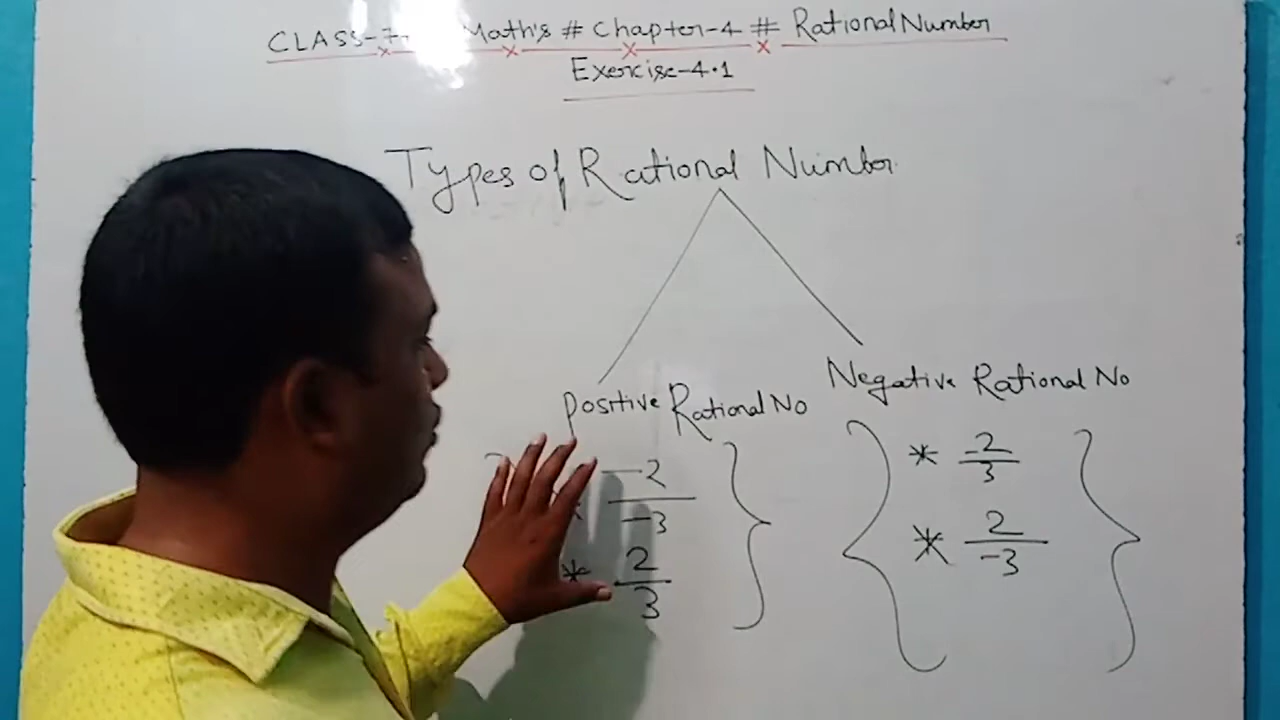 CLASS-7 Math's # Chapter-4 # Rational Number
Exercise-4.1
Types of Rational Number
Positive Rational No
Negative Rational No
-2/-3
* 2/3
* -2/3
* 2/-3